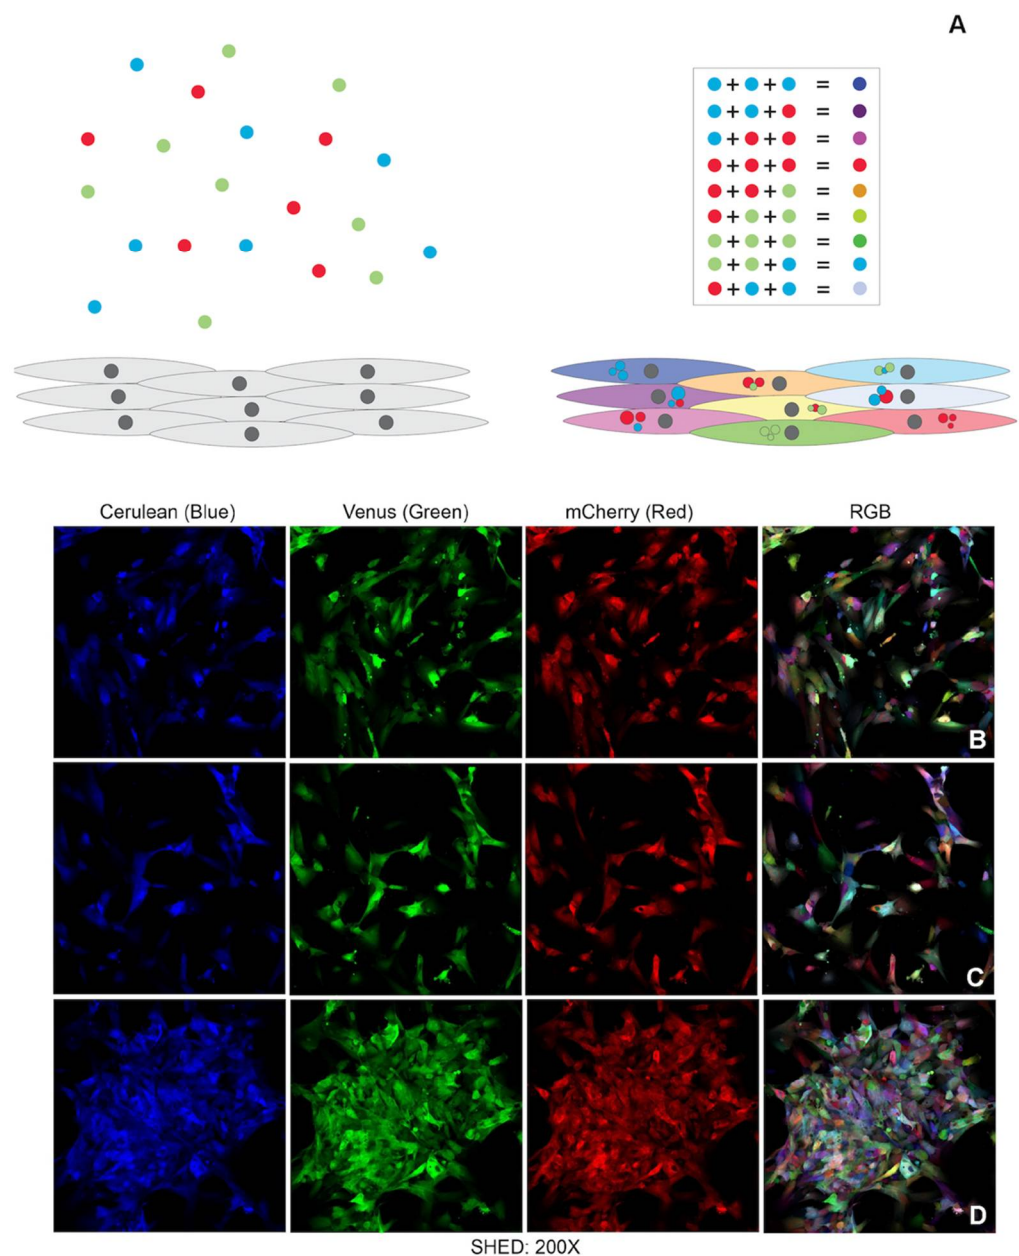 A
+ + =
+ + =
+ + =
+ + =
+ + =
+ + =
+ + =
+ + =
+ + =
Cerulean (Blue) Venus (Green) mCherry (Red) RGB
B
C
D
SHED: 200X